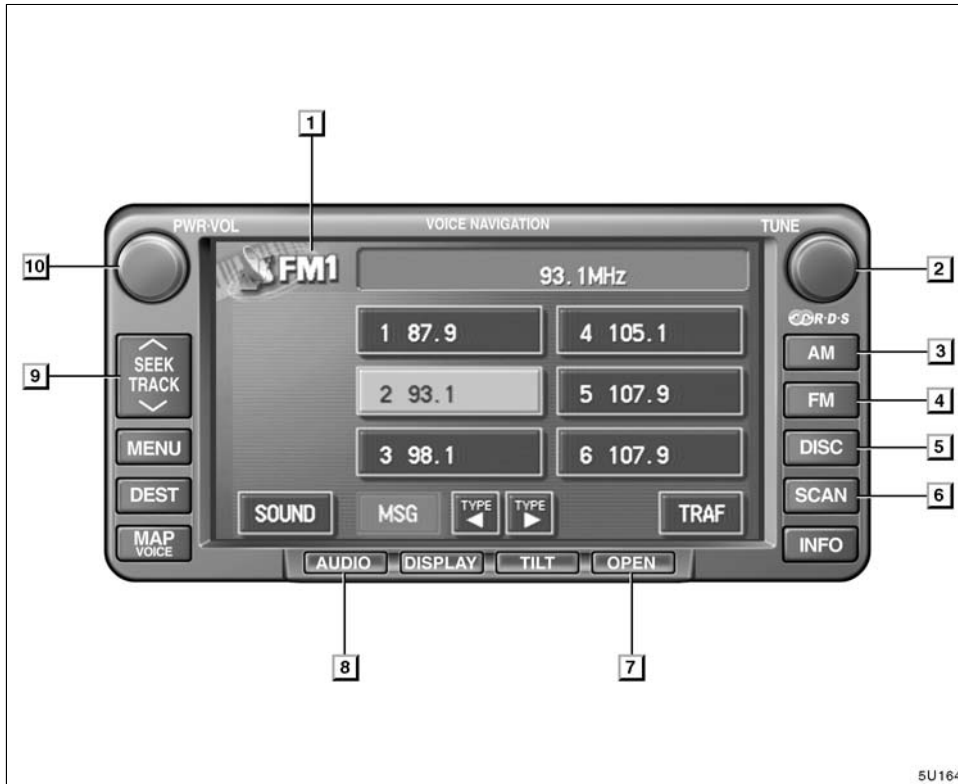 1
PWR·VOL VOICE NAVIGATION TUNE
10
FM1 93.1MHz
2
R·D·S
1 87.9 4 105.1
AM 3
9
SEEK
TRACK
2 93.1 5 107.9
FM 4
MENU
3 98.1 6 107.9
DISC 5
DEST
SCAN 6
SOUND MSG TYPE TYPE TRAF
MAP
VOICE
INFO
AUDIO DISPLAY TILT OPEN
8 7
5U164